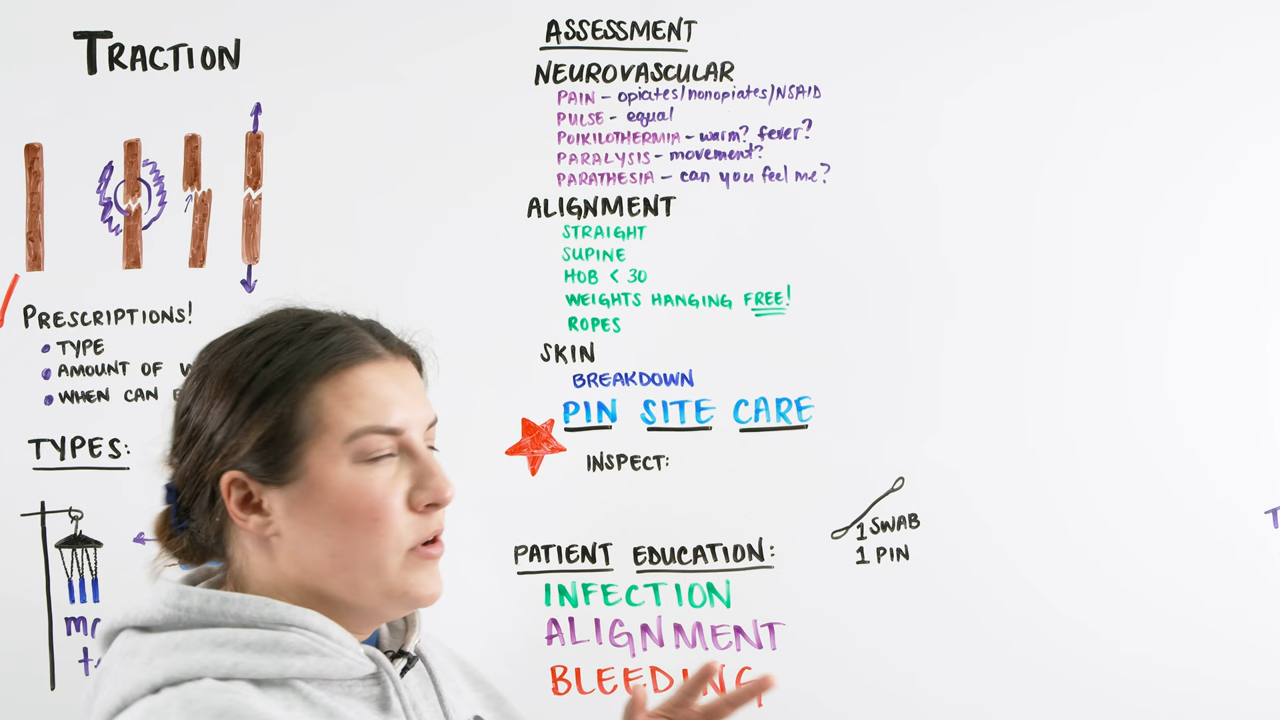 TRACTION
PRESCRIPTIONS!
TYPE
AMOUNT OF
WHEN CAN
TYPES:
ASSESSMENT
NEUROVASCULAR
PAIN - opiates/nonopiates/NSAID
PULSE - equal
POIKILOTHERMIA - warm? fever?
PARALYSIS - movement?
PARATHESIA - can you feel me?
ALIGNMENT
STRAIGHT
SUPINE
HOB < 30
WEIGHTS HANGING FREE!
ROPES
SKIN
BREAKDOWN
PIN SITE CARE
INSPECT:
1 SWAB
1 PIN
PATIENT EDUCATION:
INFECTION
ALIGNMENT
BLEEDING